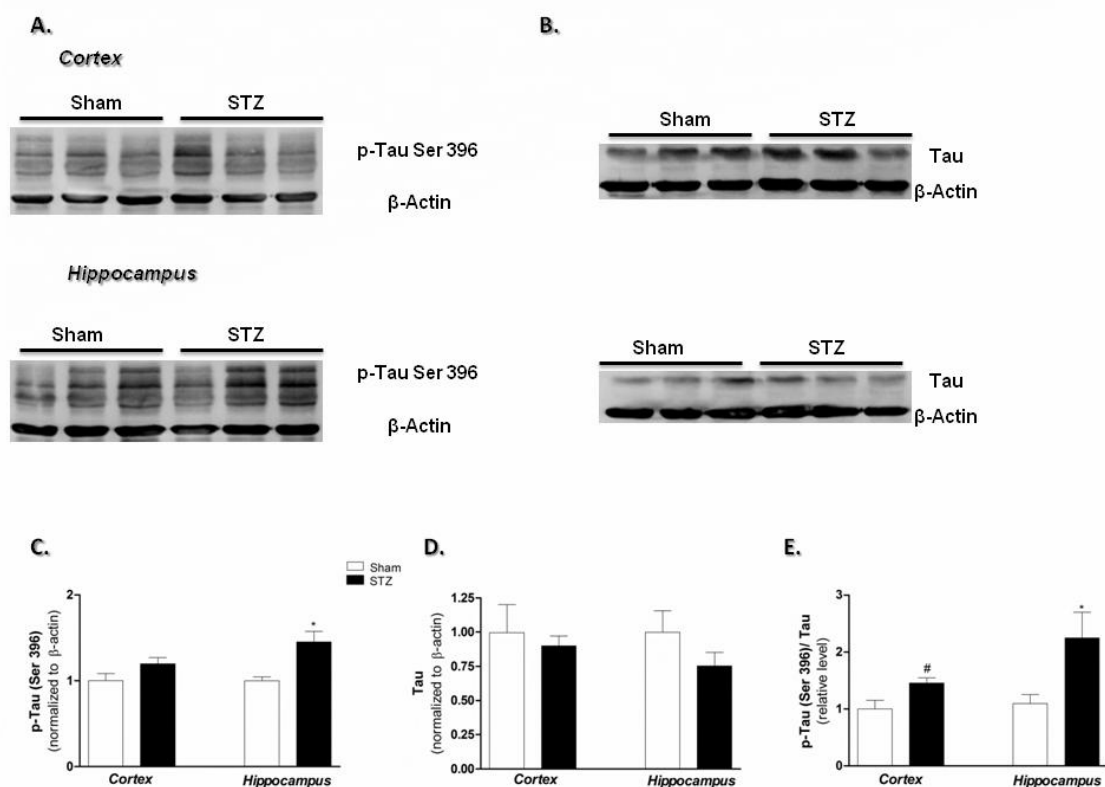 A.
B.
Cortex
Sham STZ
p-Tau Ser 396
β-Actin
Sham STZ
Tau
β-Actin
Hippocampus
Sham STZ
p-Tau Ser 396
β-Actin
Sham STZ
Tau
β-Actin
C.
Sham
STZ
p-Tau (Ser 396)
(normalized to β-actin)
2
1
0
*
Cortex Hippocampus
D.
Tau
(normalized to β-actin)
1.25
1.00
0.75
0.50
0.25
0.00
Cortex Hippocampus
E.
p-Tau (Ser 396)/ Tau
(relative level)
3
2
1
0
#
*
Cortex Hippocampus